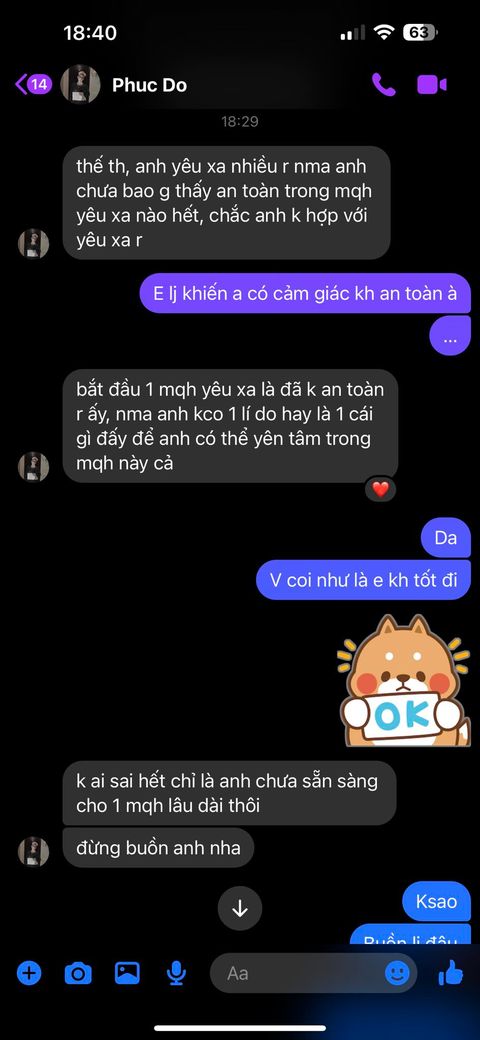 18:40
63
14
Phuc Do
18:29
thế th, anh yêu xa nhiều r nma anh
chưa bao g thấy an toàn trong mqh
yêu xa nào hết, chắc anh k hợp với
yêu xa r
E lj khiến a có cảm giác kh an toàn à
...
bắt đầu 1 mqh yêu xa là đã k an toàn
r ấy, nma anh kco 1 lí do hay là 1 cái
gì đấy để anh có thể yên tâm trong
mqh này cả
Da
V coi như là e kh tốt đi
OK
k ai sai hết chỉ là anh chưa sẵn sàng
cho 1 mqh lâu dài thôi
đừng buồn anh nha
Ksao
Buồn lj đâu
Aa